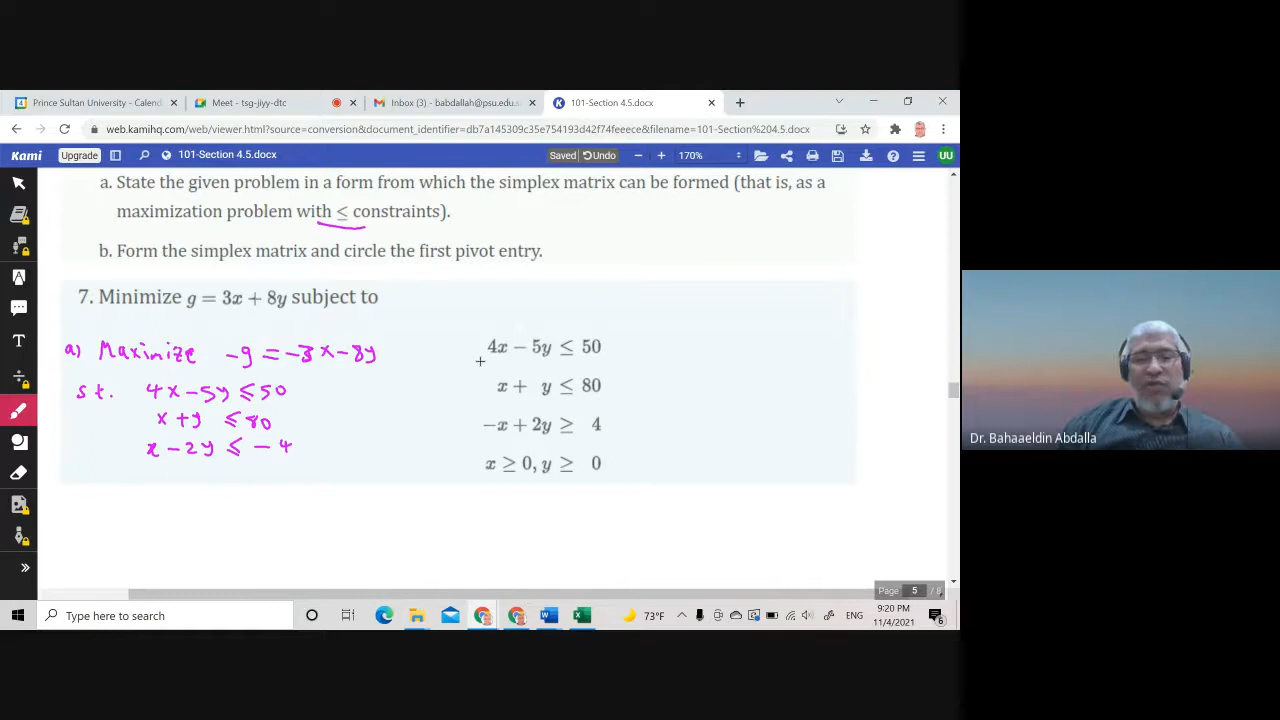 Prince Sultan University - Calend
Meet - tsg-jiyy-dtc
Inbox (3) - babdallah@psu.edu.s
101-Section 4.5.docx
web.kamihq.com/web/viewer.html?source=conversion&document_identifier=db7a145309c35e754193d42f74feeece&filename=101-Section%204.5.docx
Kami
Upgrade
101-Section 4.5.docx
Saved
Undo
170%
UU
a. State the given problem in a form from which the simplex matrix can be formed (that is, as a
maximization problem with ≤ constraints).
b. Form the simplex matrix and circle the first pivot entry.
7. Minimize g = 3x + 8y subject to
a) Maximize -g = -3x - 8y
4x − 5y ≤ 50
st. 4x - 5y ≤ 50
x + y ≤ 80
x + y ≤ 80
−x + 2y ≥ 4
x - 2y ≤ - 4
x ≥ 0, y ≥ 0
Dr. Bahaaeldin Abdalla
Page 5 / 8
Type here to search
73°F
ENG
9:20 PM
11/4/2021
6